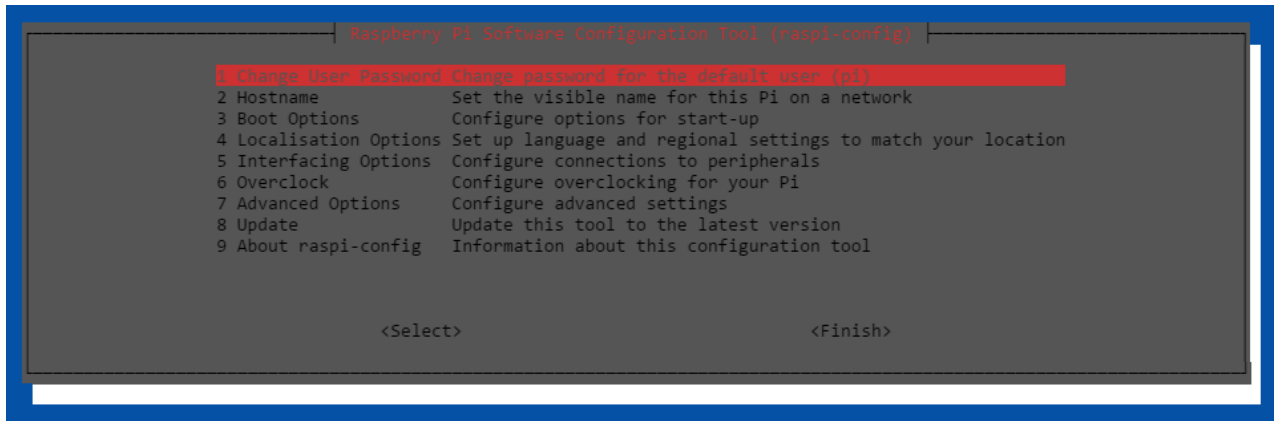 Raspberry Pi Software Configuration Tool (raspi-config)
1 Change User Password Change password for the default user (pi)
2 Hostname Set the visible name for this Pi on a network
3 Boot Options Configure options for start-up
4 Localisation Options Set up language and regional settings to match your location
5 Interfacing Options Configure connections to peripherals
6 Overclock Configure overclocking for your Pi
7 Advanced Options Configure advanced settings
8 Update Update this tool to the latest version
9 About raspi-config Information about this configuration tool
<Select> <Finish>